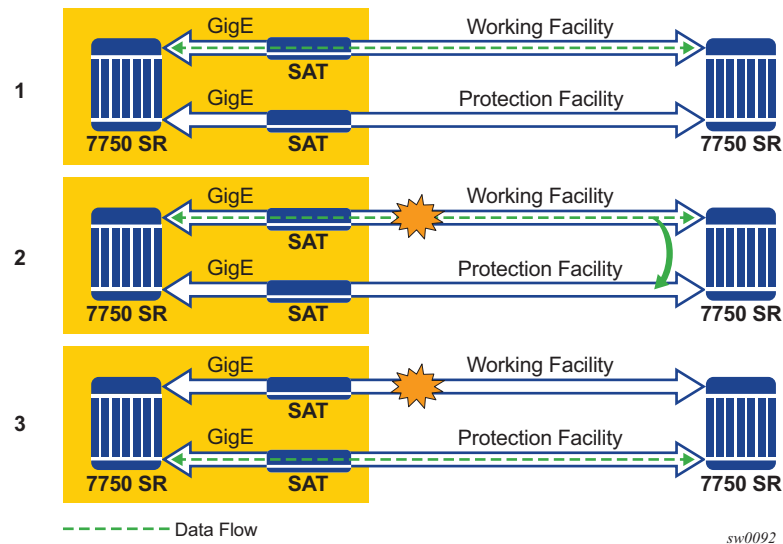 GigE Working Facility
SAT
1
GigE Protection Facility
7750 SR SAT 7750 SR
GigE Working Facility
SAT
2
GigE Protection Facility
7750 SR SAT 7750 SR
GigE Working Facility
SAT
3
GigE Protection Facility
7750 SR SAT 7750 SR
Data Flow
sw0092